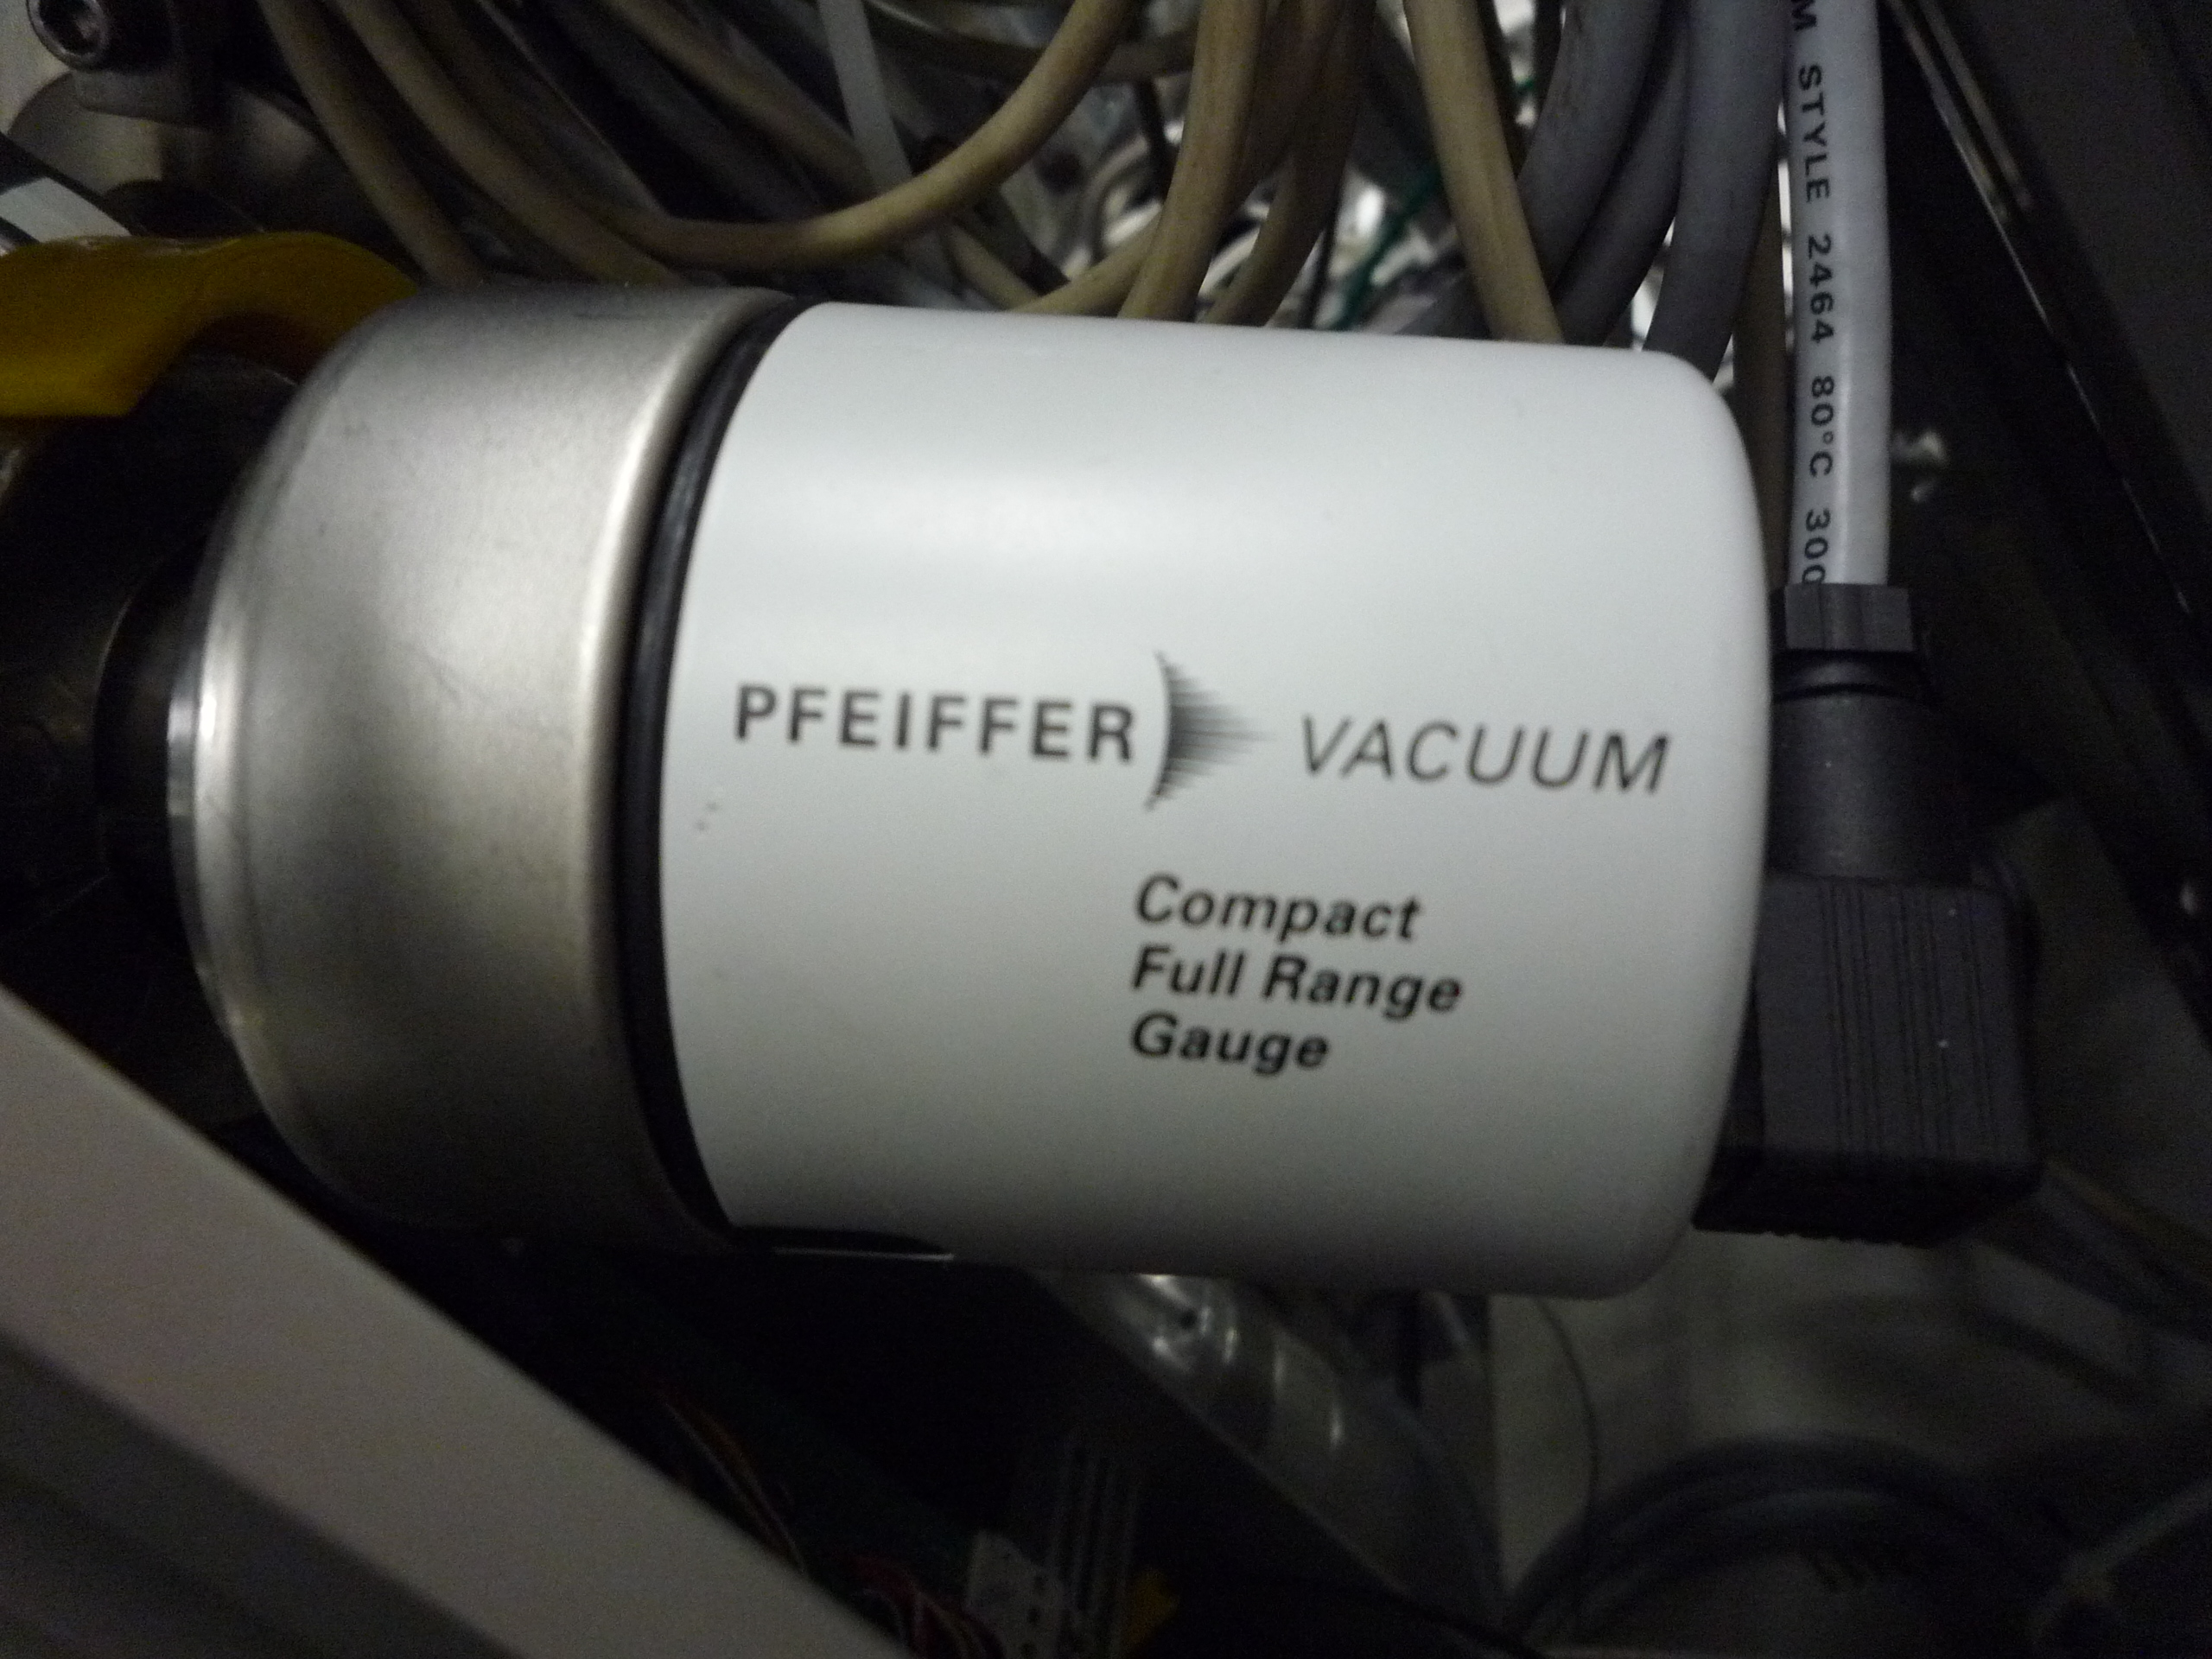 PFEIFFER VACUUM
Compact
Full Range
Gauge
M STYLE 2464 80°C 300